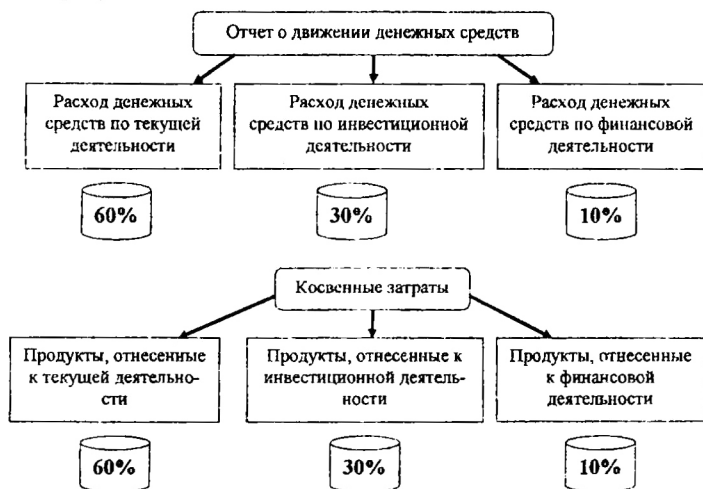 Отчет о движении денежных средств
Расход денежных
средств по текущей
деятельности
Расход денежных
средств по инвестиционной
деятельности
Расход денежных
средств по финансовой
деятельности
60%
30%
10%
Косвенные затраты
Продукты, отнесенные
к текущей деятельно-
сти
Продукты, отнесенные к
инвестиционной деятель-
ности
Продукты, отнесенные
к финансовой
деятельности
60%
30%
10%